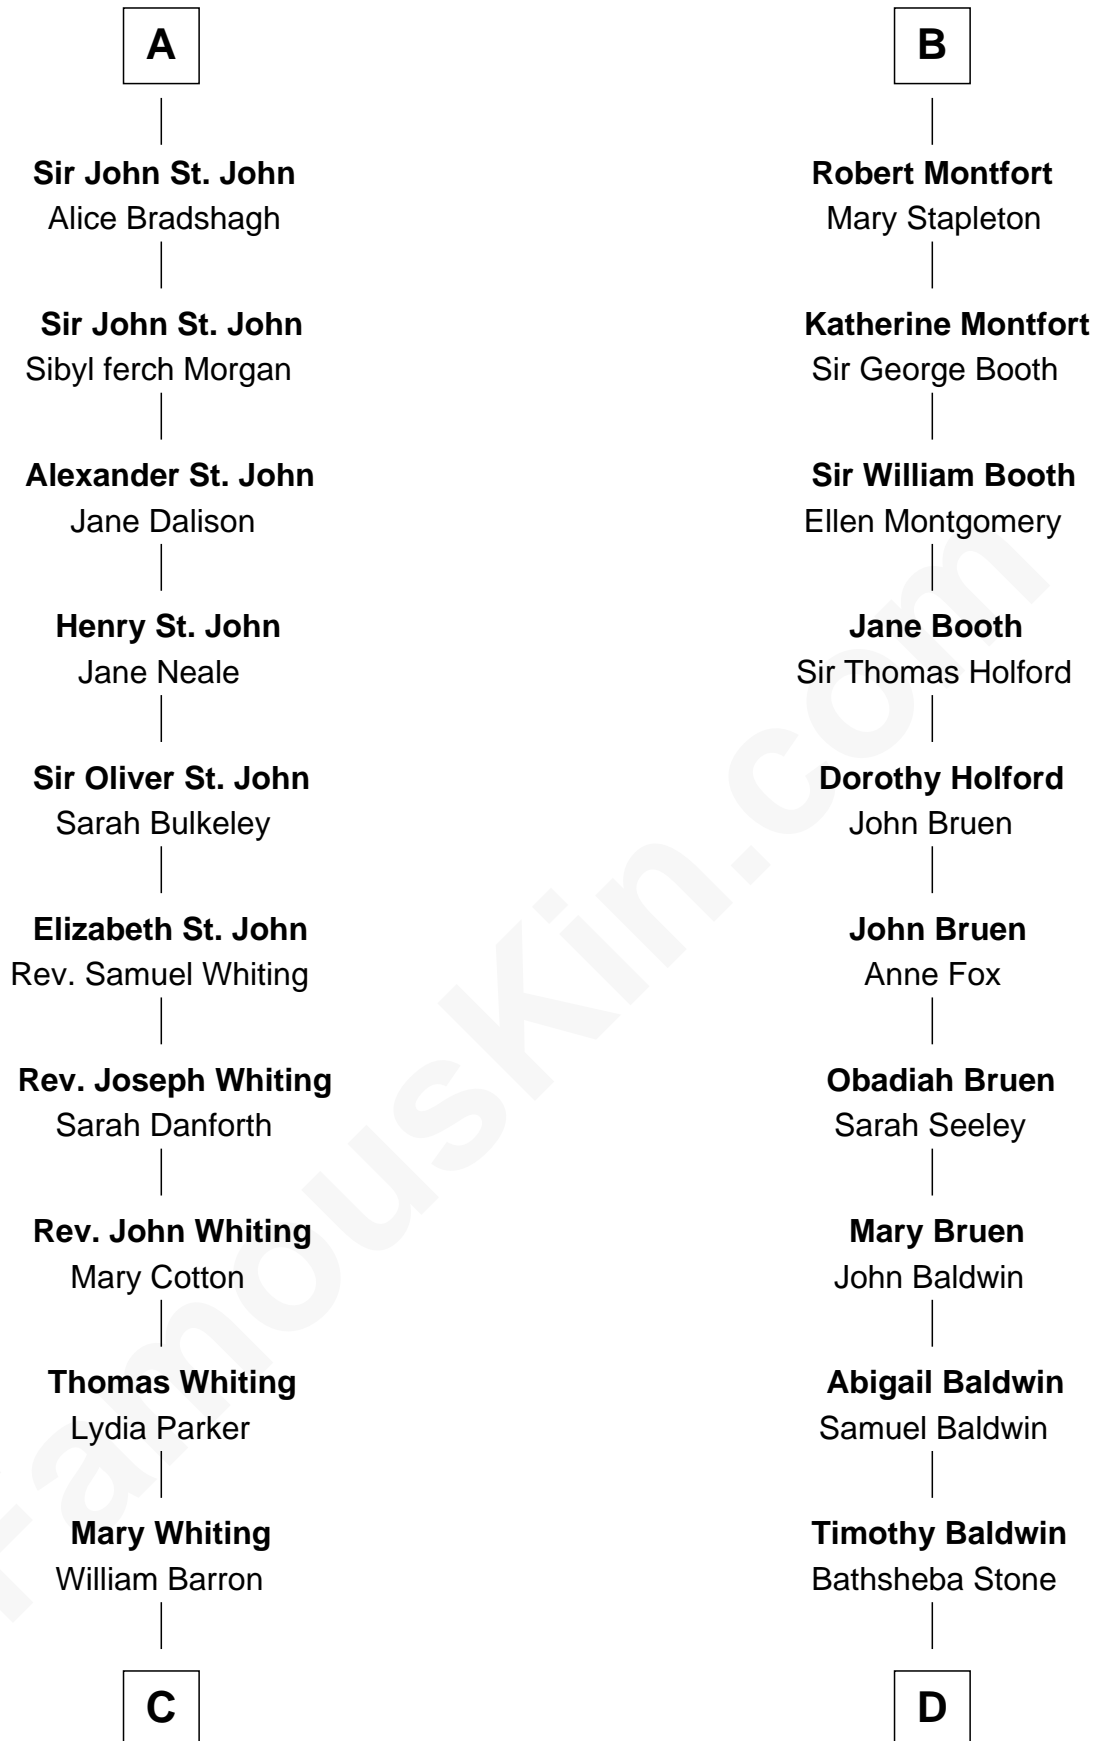 A
Sir John St. John
Alice Bradshagh
Sir John St. John
Sibyl ferch Morgan
Alexander St. John
Jane Dalison
Henry St. John
Jane Neale
Sir Oliver St. John
Sarah Bulkeley
Elizabeth St. John
Rev. Samuel Whiting
Rev. Joseph Whiting
Sarah Danforth
Rev. John Whiting
Mary Cotton
Thomas Whiting
Lydia Parker
Mary Whiting
William Barron
C
B
Robert Montfort
Mary Stapleton
Katherine Montfort
Sir George Booth
Sir William Booth
Ellen Montgomery
Jane Booth
Sir Thomas Holford
Dorothy Holford
John Bruen
John Bruen
Anne Fox
Obadiah Bruen
Sarah Seeley
Mary Bruen
John Baldwin
Abigail Baldwin
Samuel Baldwin
Timothy Baldwin
Bathsheba Stone
D
FamousKin.com